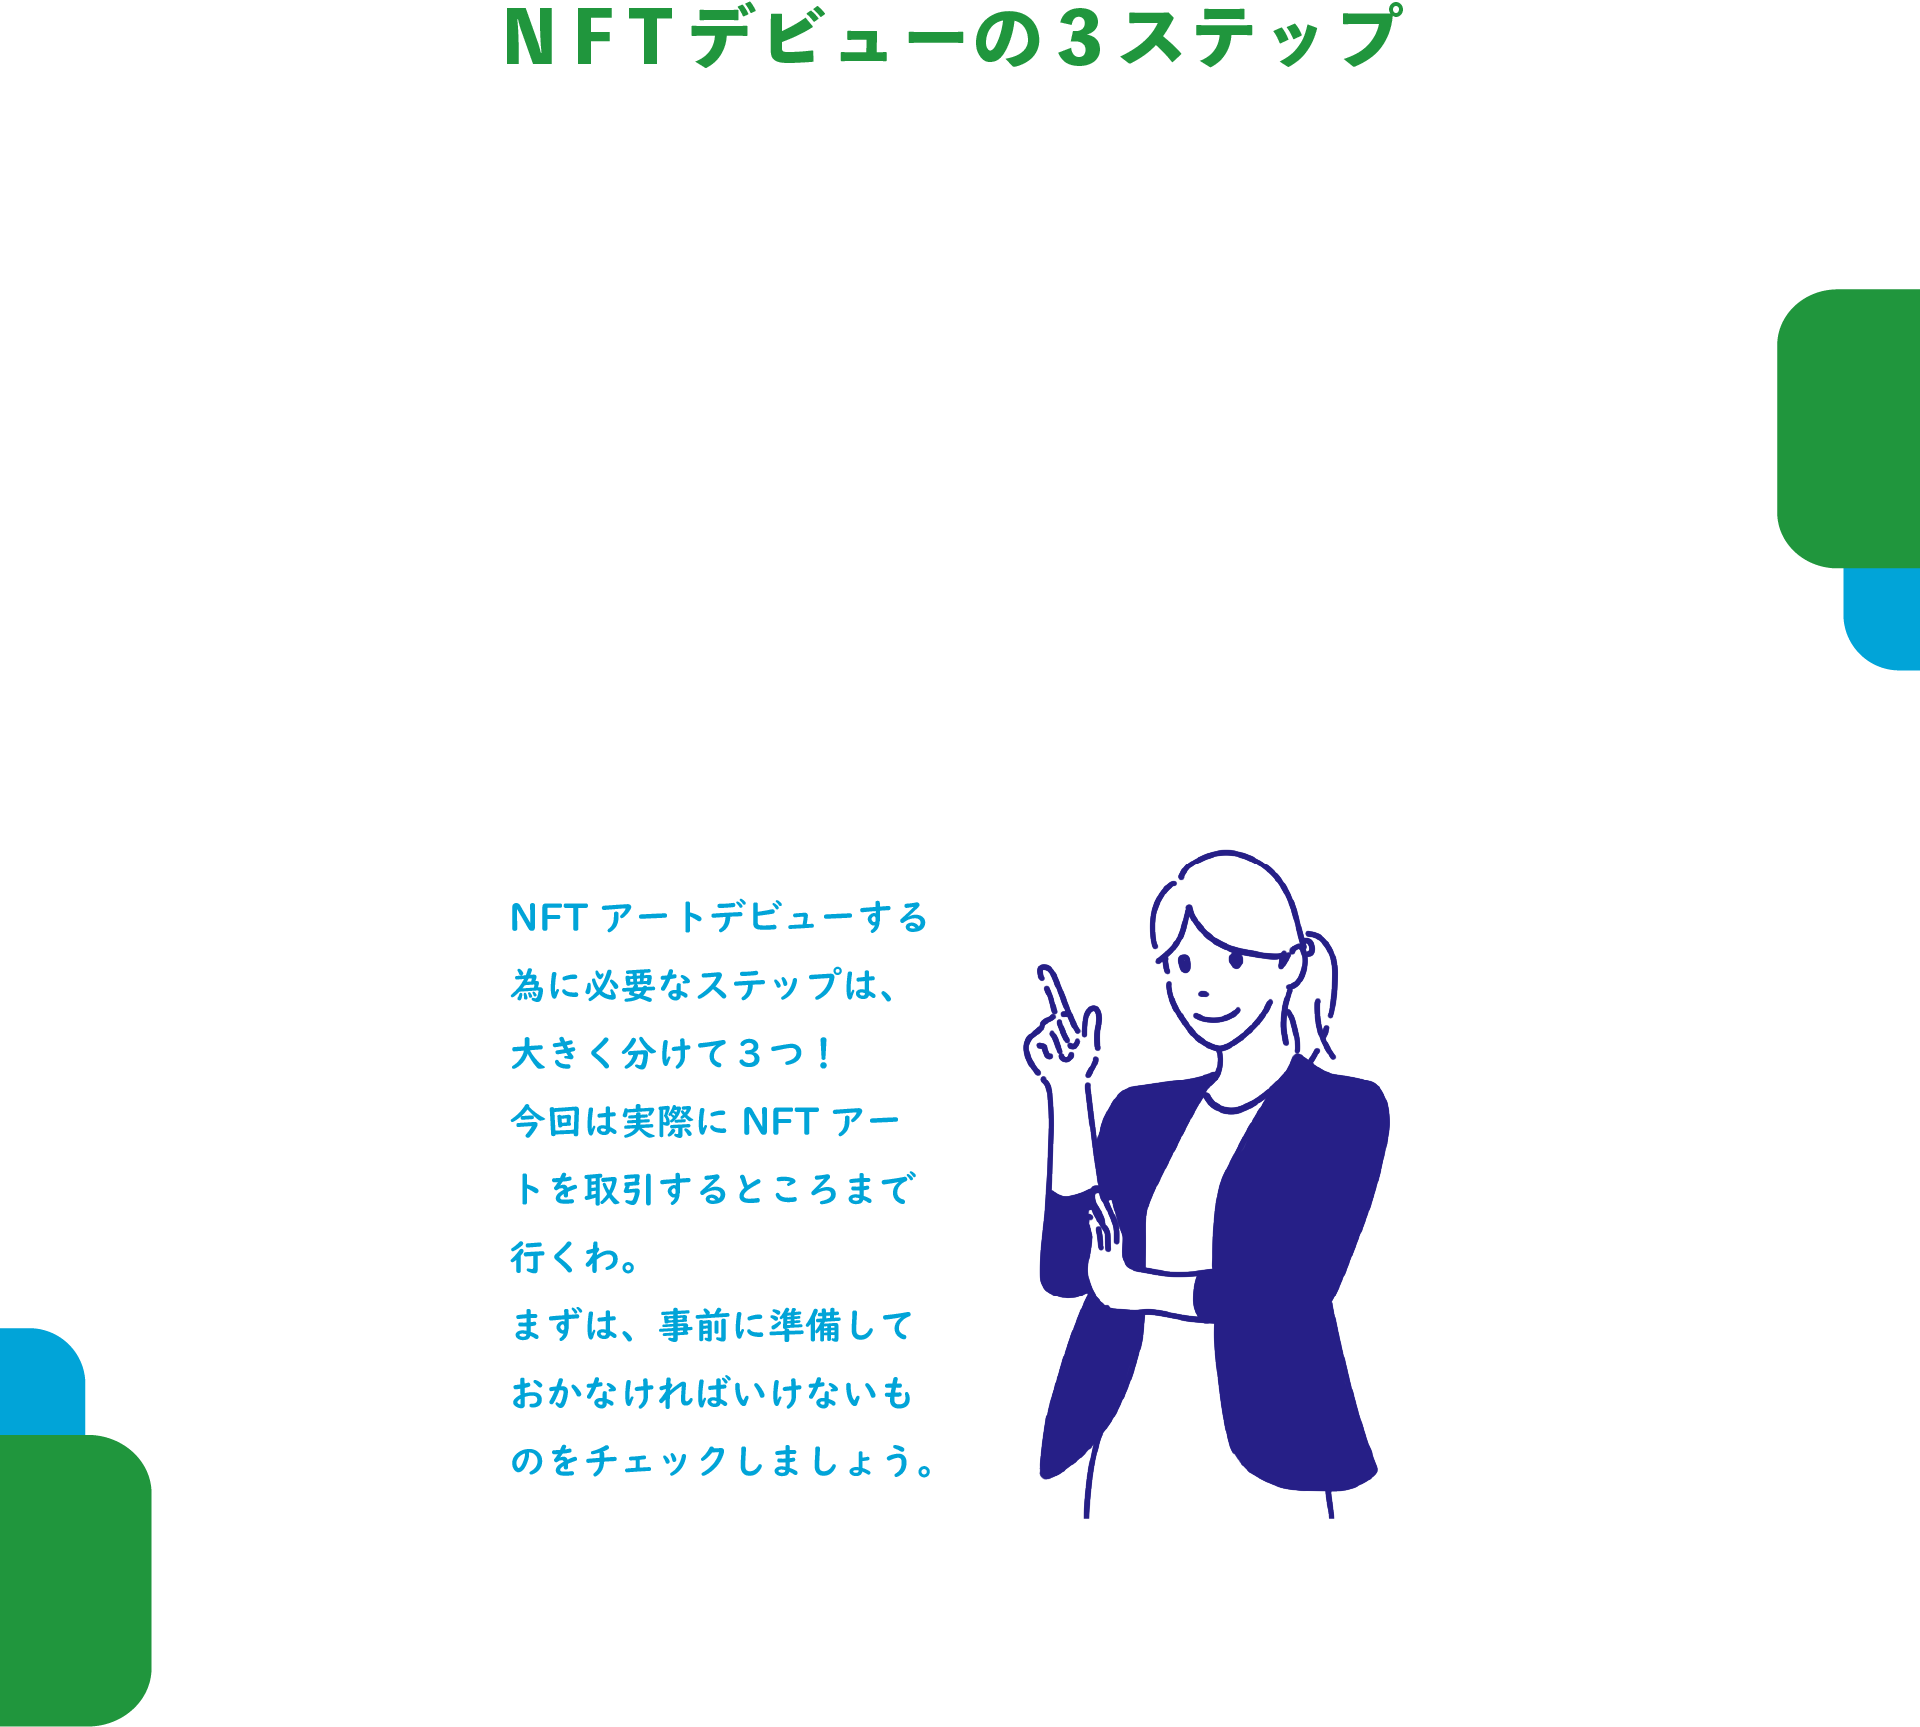 NFTデビューの3ステップ
NFT アートデビューする
為に必要なステップは、
大きく分けて３つ！
今回は実際に NFT アー
トを取引するところまで
行くわ。
まずは、事前に準備して
おかなければいけないも
のをチェックしましょう。